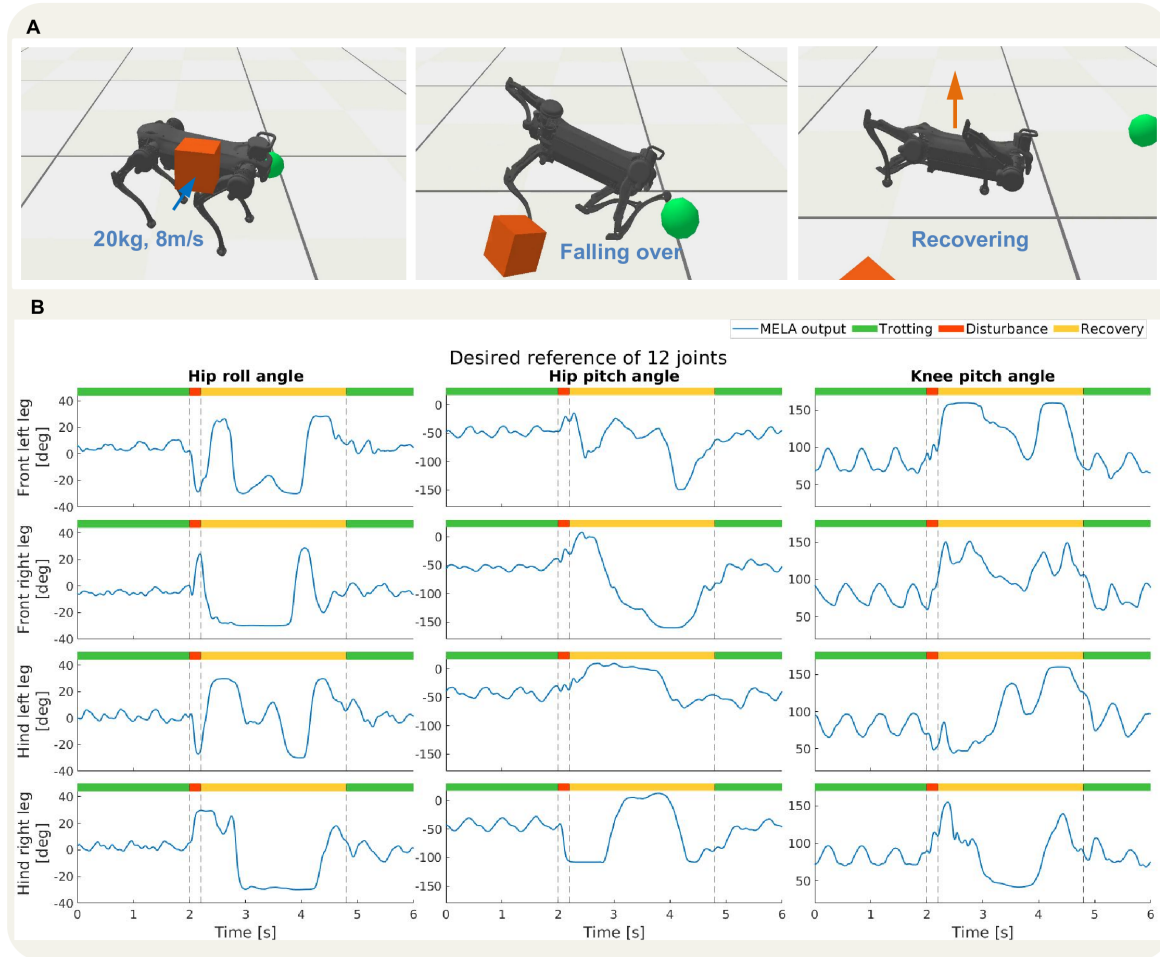 A
20kg, 8m/s
Falling over
Recovering
B
MELA output Trotting Disturbance Recovery
Desired reference of 12 joints
Hip roll angle Hip pitch angle Knee pitch angle
Front left leg
[deg]
40
20
0
-20
-40
0
-50
-100
-150
150
100
50
Front right leg
[deg]
40
20
0
-20
-40
0
-50
-100
-150
150
100
50
Hind left leg
[deg]
40
20
0
-20
-40
0
-50
-100
-150
150
100
50
Hind right leg
[deg]
40
20
0
-20
-40
0
-50
-100
-150
150
100
50
0 1 2 3 4 5 6 0 1 2 3 4 5 6 0 1 2 3 4 5 6
Time [s] Time [s] Time [s]